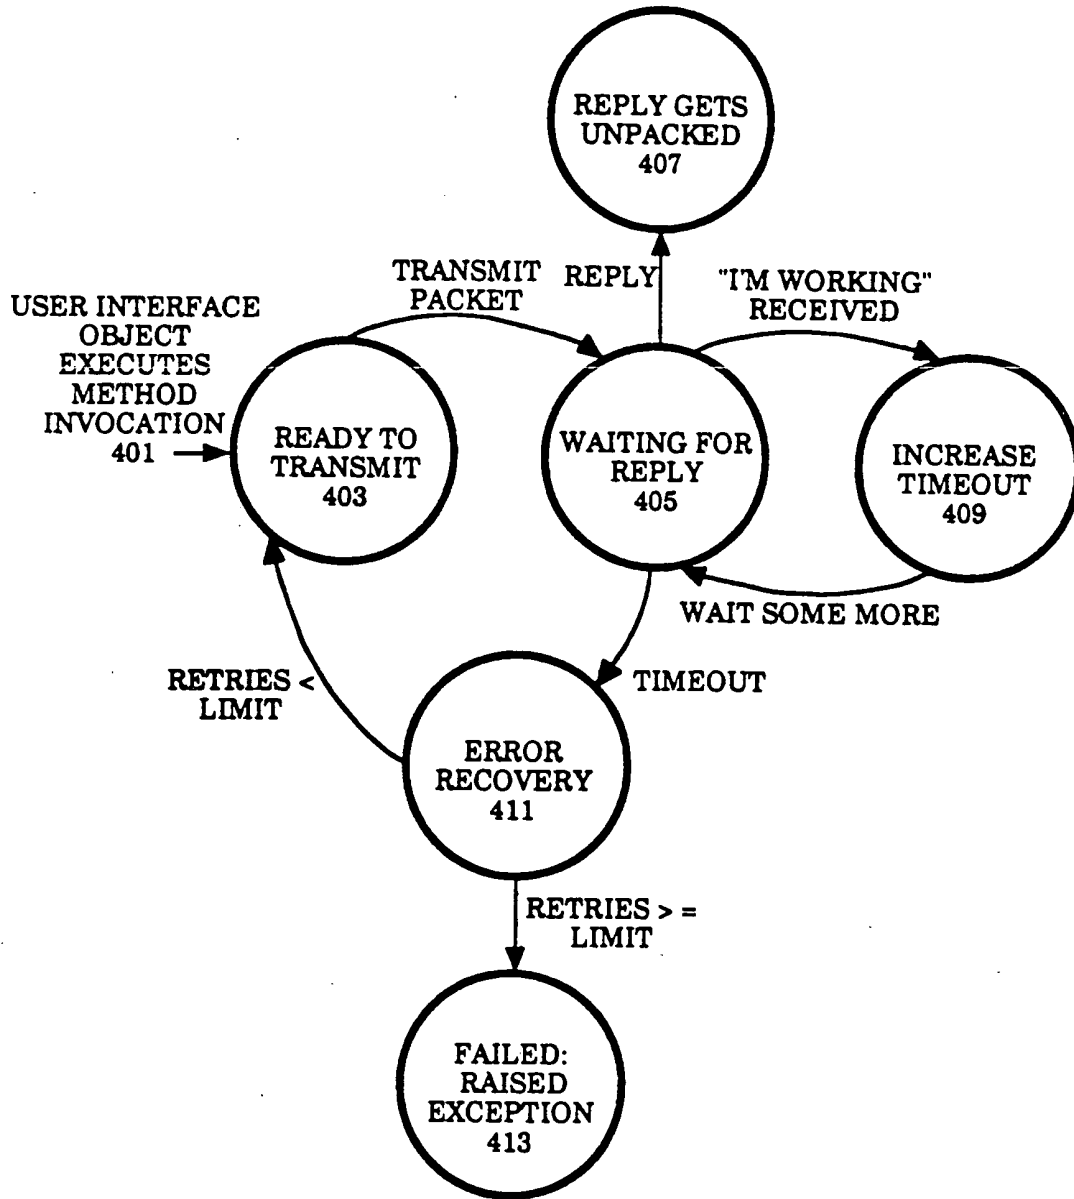 REPLY GETS
UNPACKED
407
TRANSMIT
PACKET
REPLY
"I'M WORKING"
RECEIVED
USER INTERFACE
OBJECT
EXECUTES
METHOD
INVOCATION
401
READY TO
TRANSMIT
403
WAITING FOR
REPLY
405
INCREASE
TIMEOUT
409
WAIT SOME MORE
RETRIES <
LIMIT
TIMEOUT
ERROR
RECOVERY
411
RETRIES > =
LIMIT
FAILED:
RAISED
EXCEPTION
413